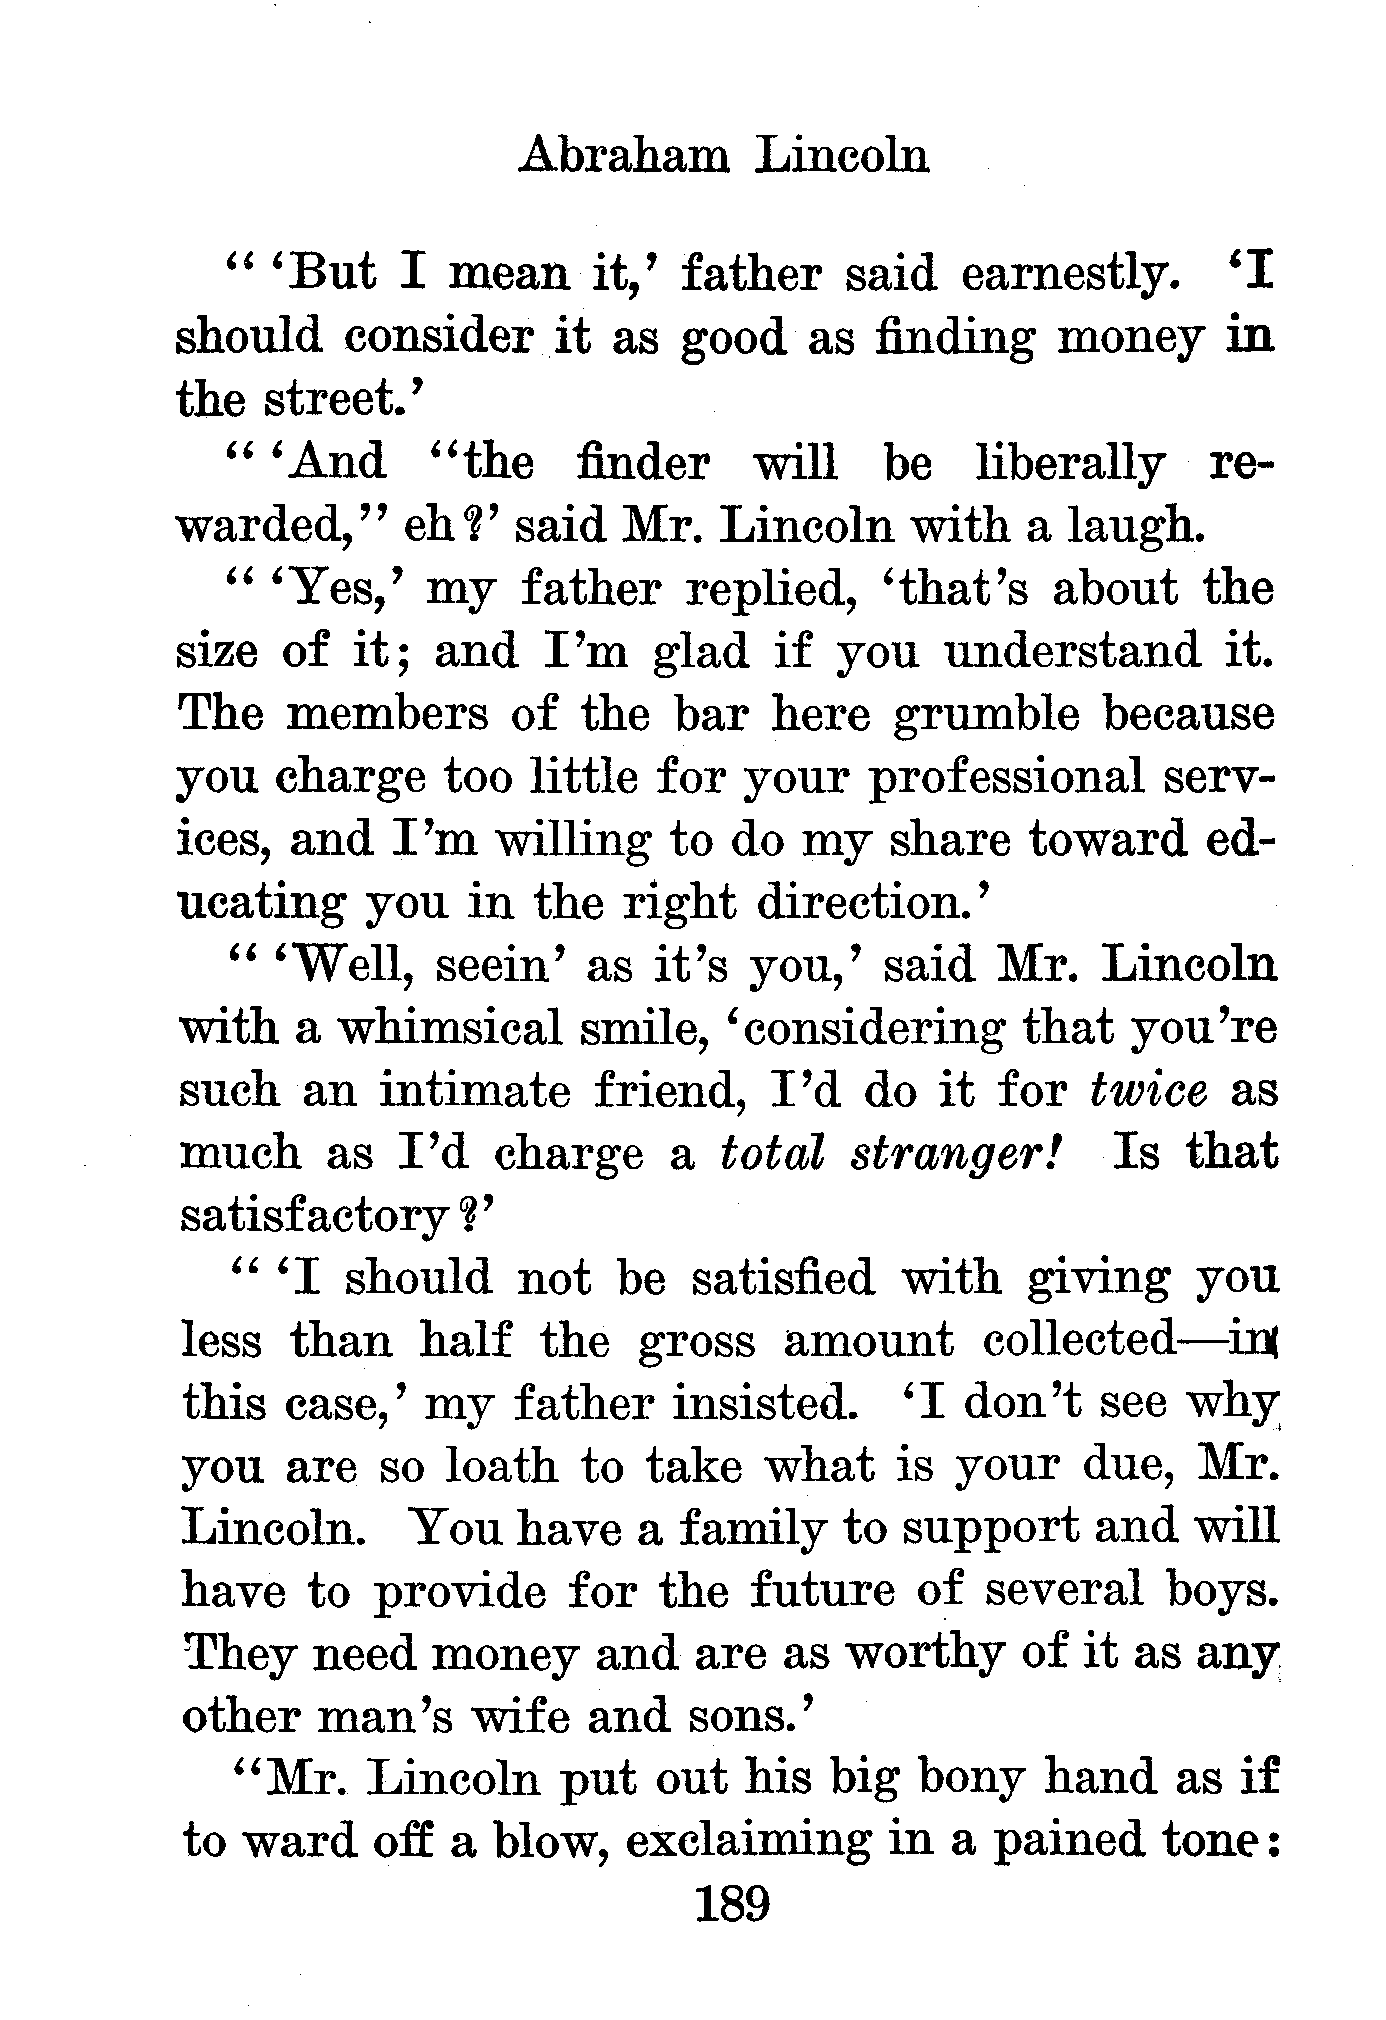 Abraham Lincoln
“ ‘But I mean it,’ father said earnestly. ‘I
should consider it as good as finding money in
the street.’
“ ‘And “the finder will be liberally re-
warded,” eh?’ said Mr. Lincoln with a laugh.
“ ‘Yes,’ my father replied, ‘that’s about the
size of it; and I’m glad if you understand it.
The members of the bar here grumble because
you charge too little for your professional serv-
ices, and I’m willing to do my share toward ed-
ucating you in the right direction.’
“ ‘Well, seein’ as it’s you,’ said Mr. Lincoln
with a whimsical smile, ‘considering that you’re
such an intimate friend, I’d do it for twice as
much as I’d charge a total stranger! Is that
satisfactory?’
“ ‘I should not be satisfied with giving you
less than half the gross amount collected—in
this case,’ my father insisted. ‘I don’t see why
you are so loath to take what is your due, Mr.
Lincoln. You have a family to support and will
have to provide for the future of several boys.
They need money and are as worthy of it as any
other man’s wife and sons.’
“Mr. Lincoln put out his big bony hand as if
to ward off a blow, exclaiming in a pained tone:
189